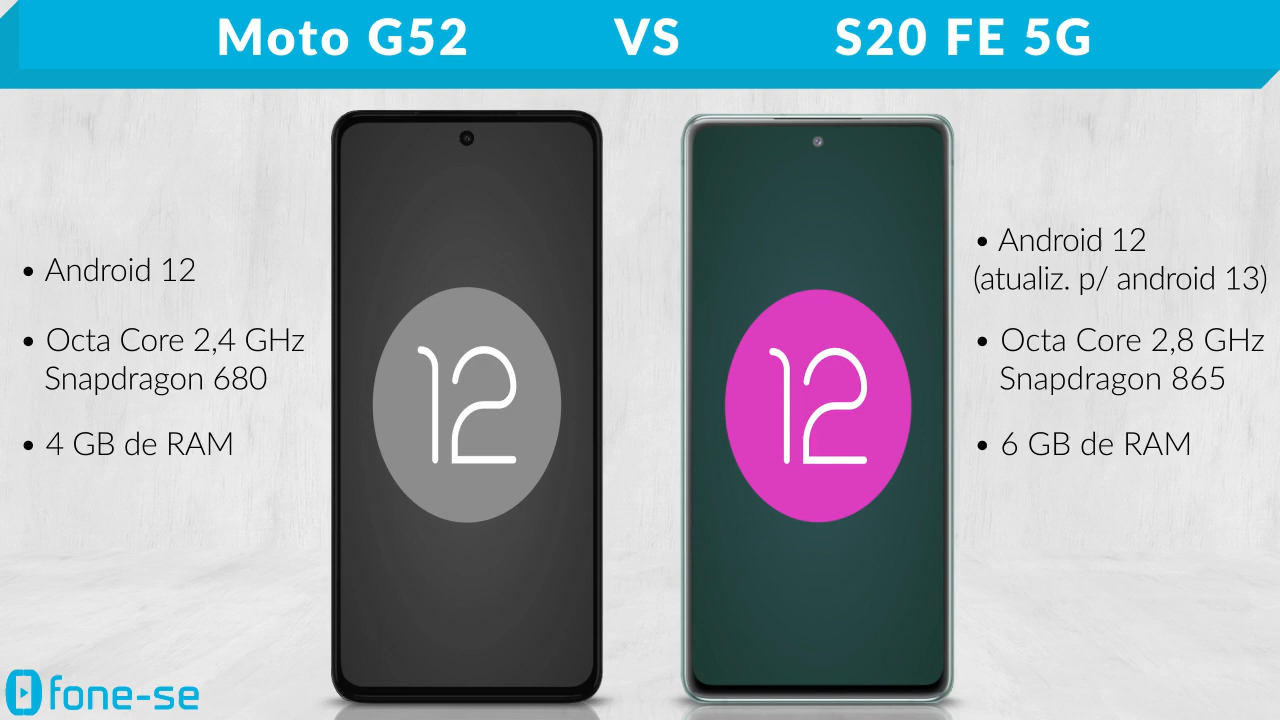 Moto G52 VS S20 FE 5G
• Android 12
• Octa Core 2,4 GHz
Snapdragon 680
• 4 GB de RAM
12
12
• Android 12
(atualiz. p/ android 13)
• Octa Core 2,8 GHz
Snapdragon 865
• 6 GB de RAM
fone-se